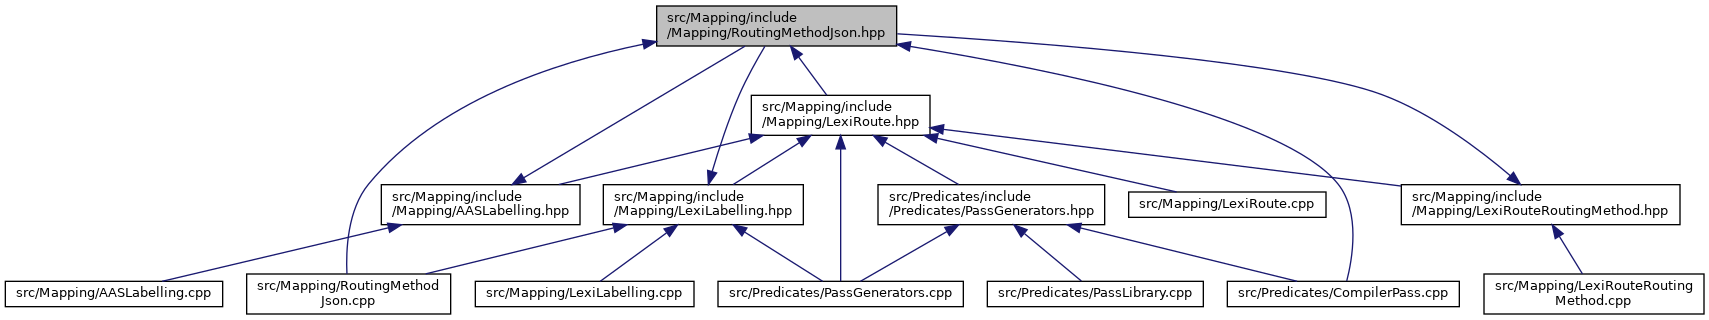 src/Mapping/include
/Mapping/RoutingMethodJson.hpp
src/Mapping/include
/Mapping/LexiRoute.hpp
src/Mapping/include
/Mapping/AASLabelling.hpp
src/Mapping/include
/Mapping/LexiLabelling.hpp
src/Predicates/include
/Predicates/PassGenerators.hpp
src/Mapping/LexiRoute.cpp
src/Mapping/include
/Mapping/LexiRouteRoutingMethod.hpp
src/Mapping/AASLabelling.cpp
src/Mapping/RoutingMethod
Json.cpp
src/Mapping/LexiLabelling.cpp
src/Predicates/PassGenerators.cpp
src/Predicates/PassLibrary.cpp
src/Predicates/CompilerPass.cpp
src/Mapping/LexiRouteRouting
Method.cpp